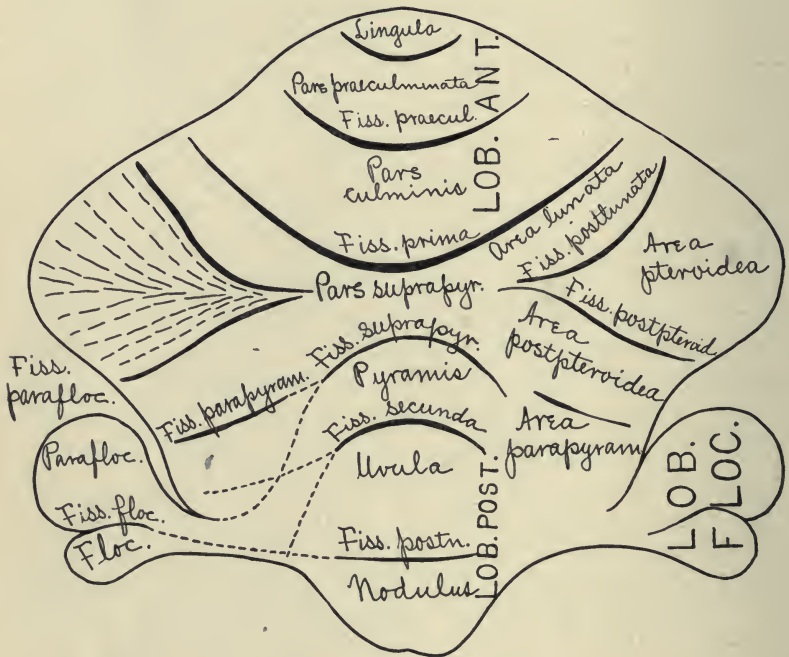 Lingula
Pars praeculminata
Fiss. praecul.
LOB. ANT.
Pars
culminis
Fiss. prima
Area lunata
Fiss. postlunata
Area
pteroidea
Pars suprapyr.
Fiss. postpteroid
Fiss. suprapyr.
Area
postpteroidea
Fiss.
parafloc.
Pyramis
Fiss. parapyram.
Fiss. secunda
Area
parapyram.
Parafloc.
Uvula
LOB.
FLOC.
Fiss. floc.
Floc.
Fiss. postn.
LOB. POST.
Nodulus